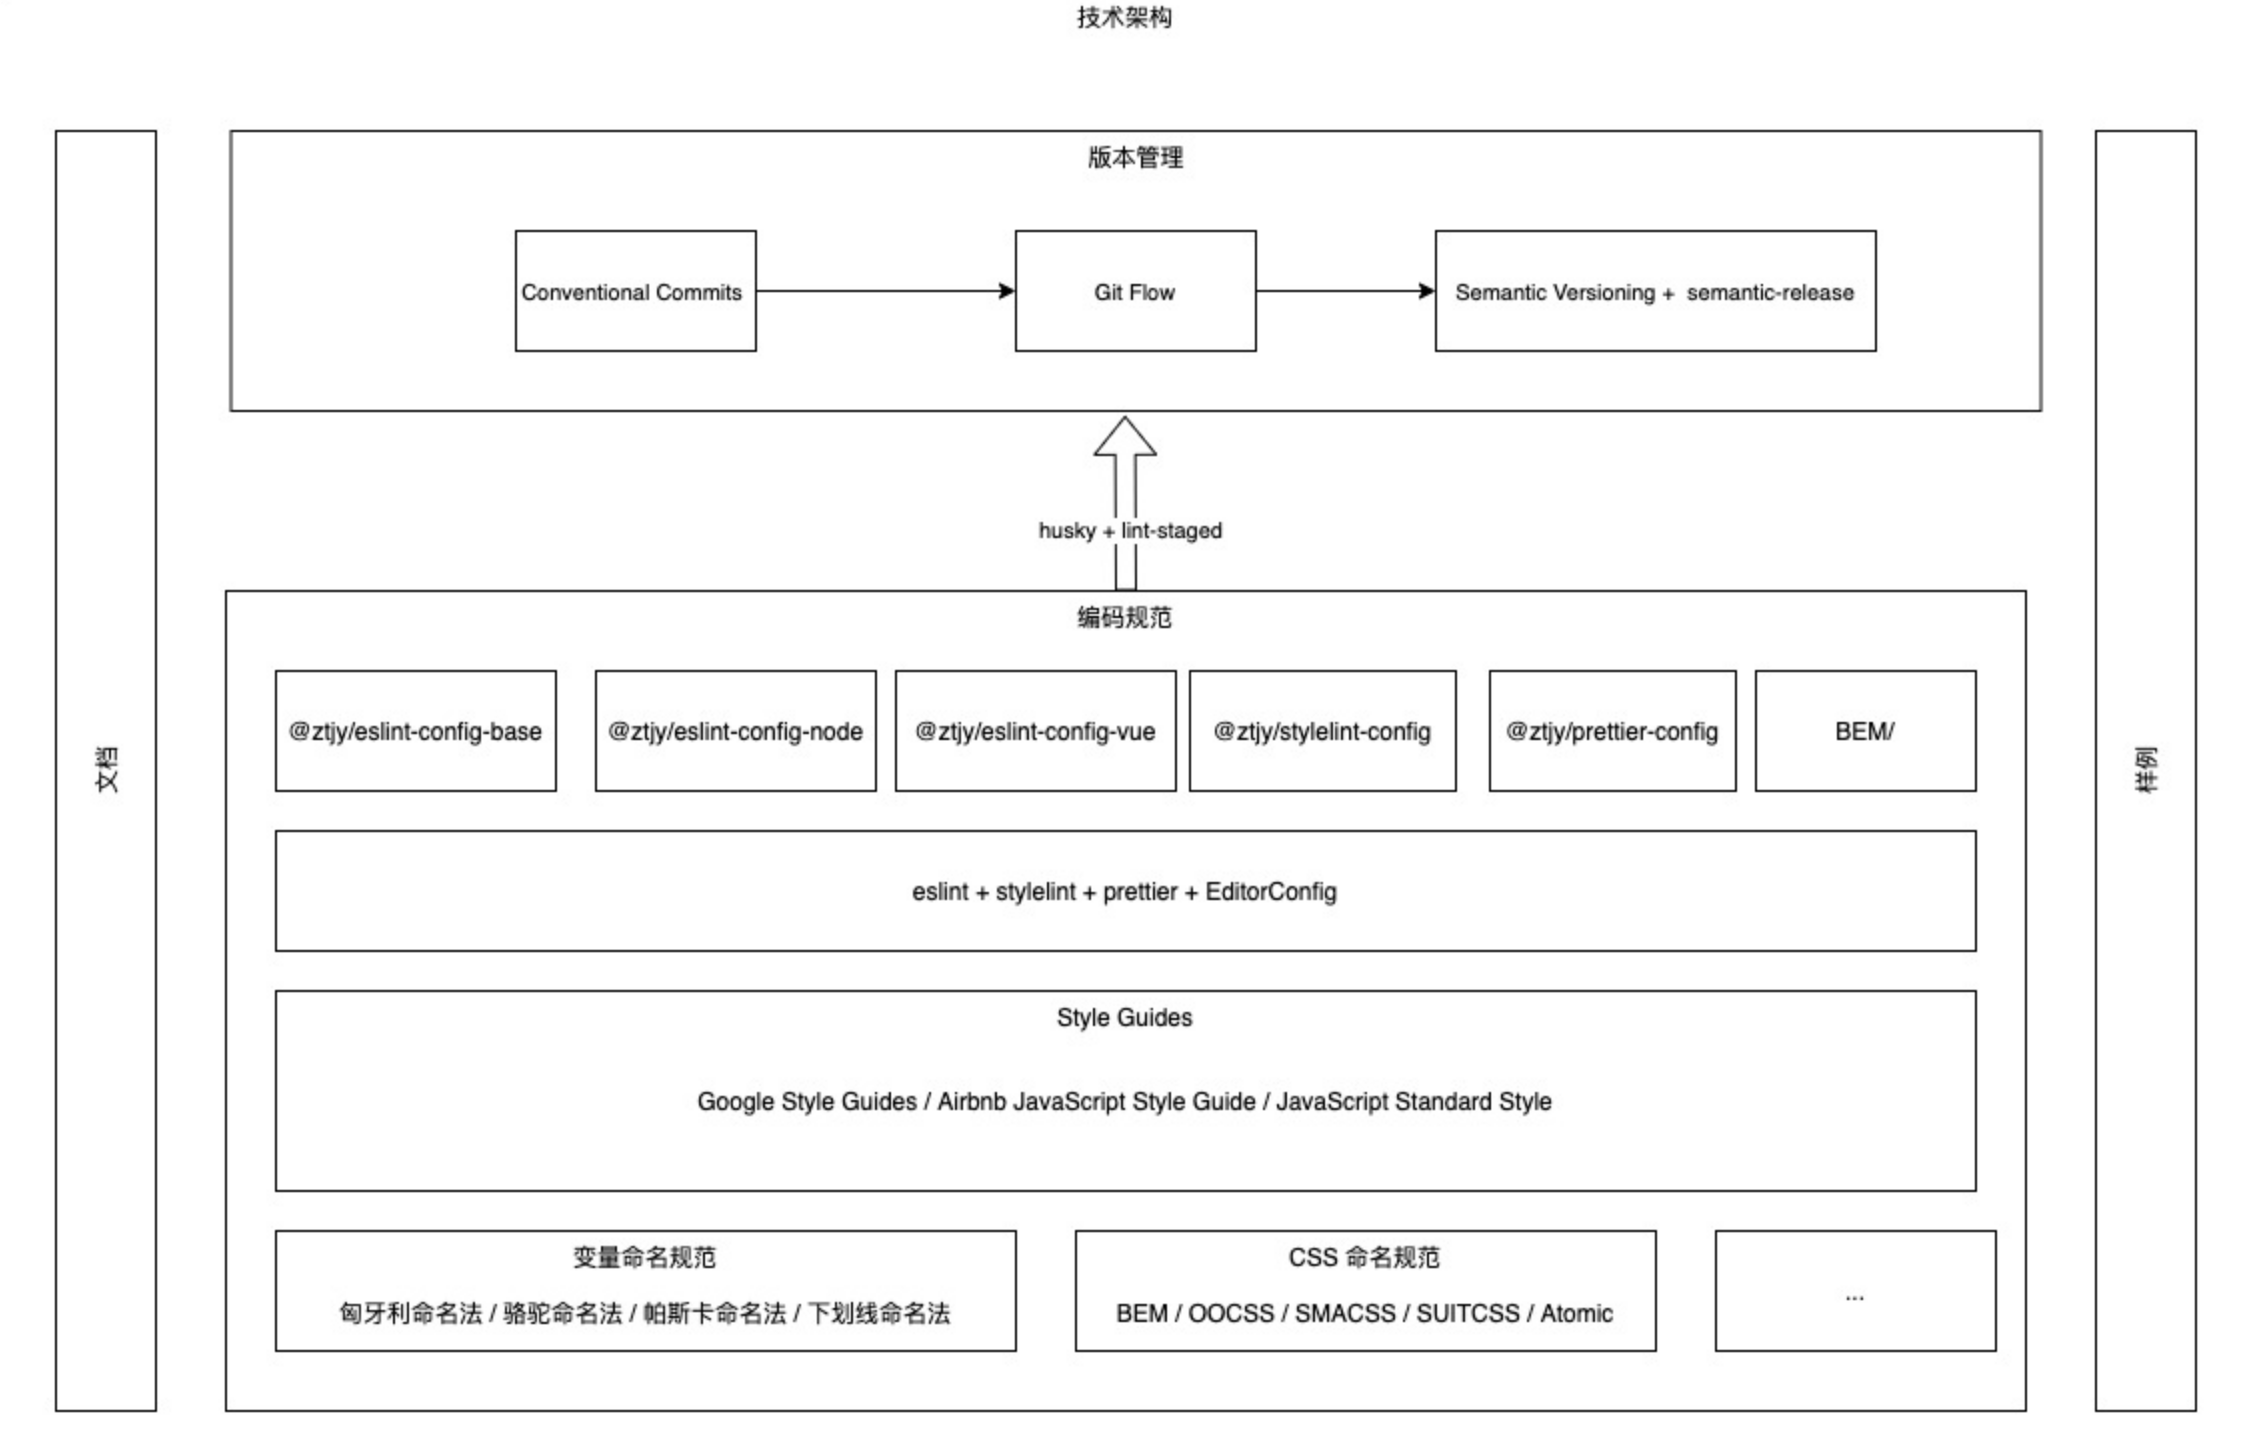 技术架构
版本管理
Conventional Commits
Git Flow
Semantic Versioning + semantic-release
husky + lint-staged
编码规范
@ztjy/eslint-config-base
@ztjy/eslint-config-node
@ztjy/eslint-config-vue
@ztjy/stylelint-config
@ztjy/prettier-config
BEM/
eslint + stylelint + prettier + EditorConfig
Style Guides
Google Style Guides / Airbnb JavaScript Style Guide / JavaScript Standard Style
变量命名规范
匈牙利命名法 / 骆驼命名法 / 帕斯卡命名法 / 下划线命名法
CSS 命名规范
BEM / OOCSS / SMACSS / SUITCSS / Atomic
...
文档
样例